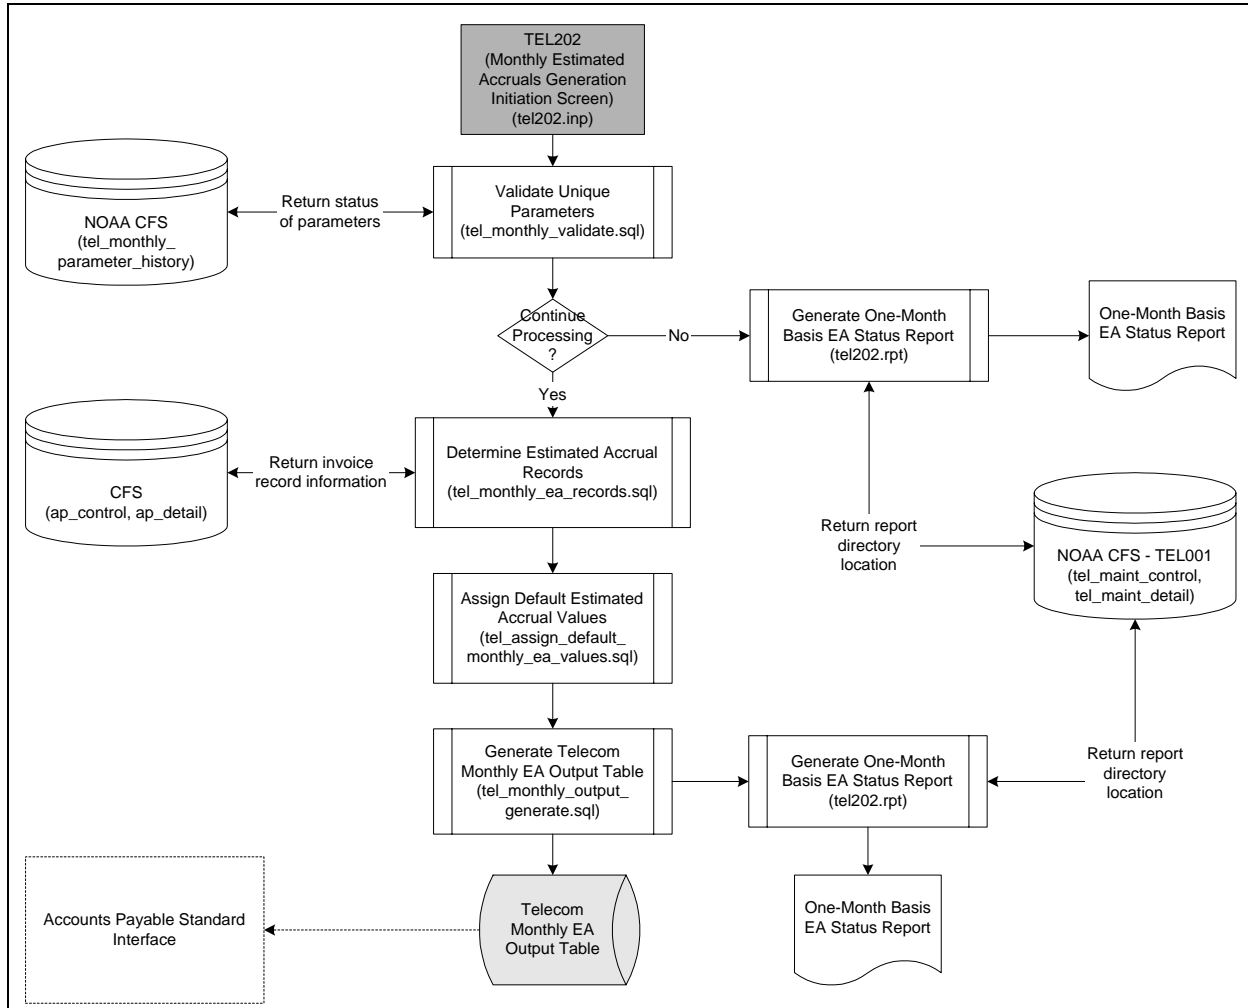 TEL202
(Monthly Estimated
Accruals Generation
Initiation Screen)
(tel202.inp)
NOAA CFS
(tel_monthly_
parameter_history)
Return status
of parameters
Validate Unique
Parameters
(tel_monthly_validate.sql)
Continue
Processing
?
No
Generate One-Month
Basis EA Status Report
(tel202.rpt)
One-Month Basis
EA Status Report
Yes
CFS
(ap_control, ap_detail)
Return invoice
record information
Determine Estimated Accrual
Records
(tel_monthly_ea_records.sql)
Return report
directory
location
NOAA CFS - TEL001
(tel_maint_control,
tel_maint_detail)
Assign Default Estimated
Accrual Values
(tel_assign_default_
monthly_ea_values.sql)
Generate Telecom
Monthly EA Output Table
(tel_monthly_output_
generate.sql)
Generate One-Month
Basis EA Status Report
(tel202.rpt)
Return report
directory
location
Accounts Payable Standard
Interface
Telecom
Monthly EA
Output Table
One-Month Basis
EA Status Report